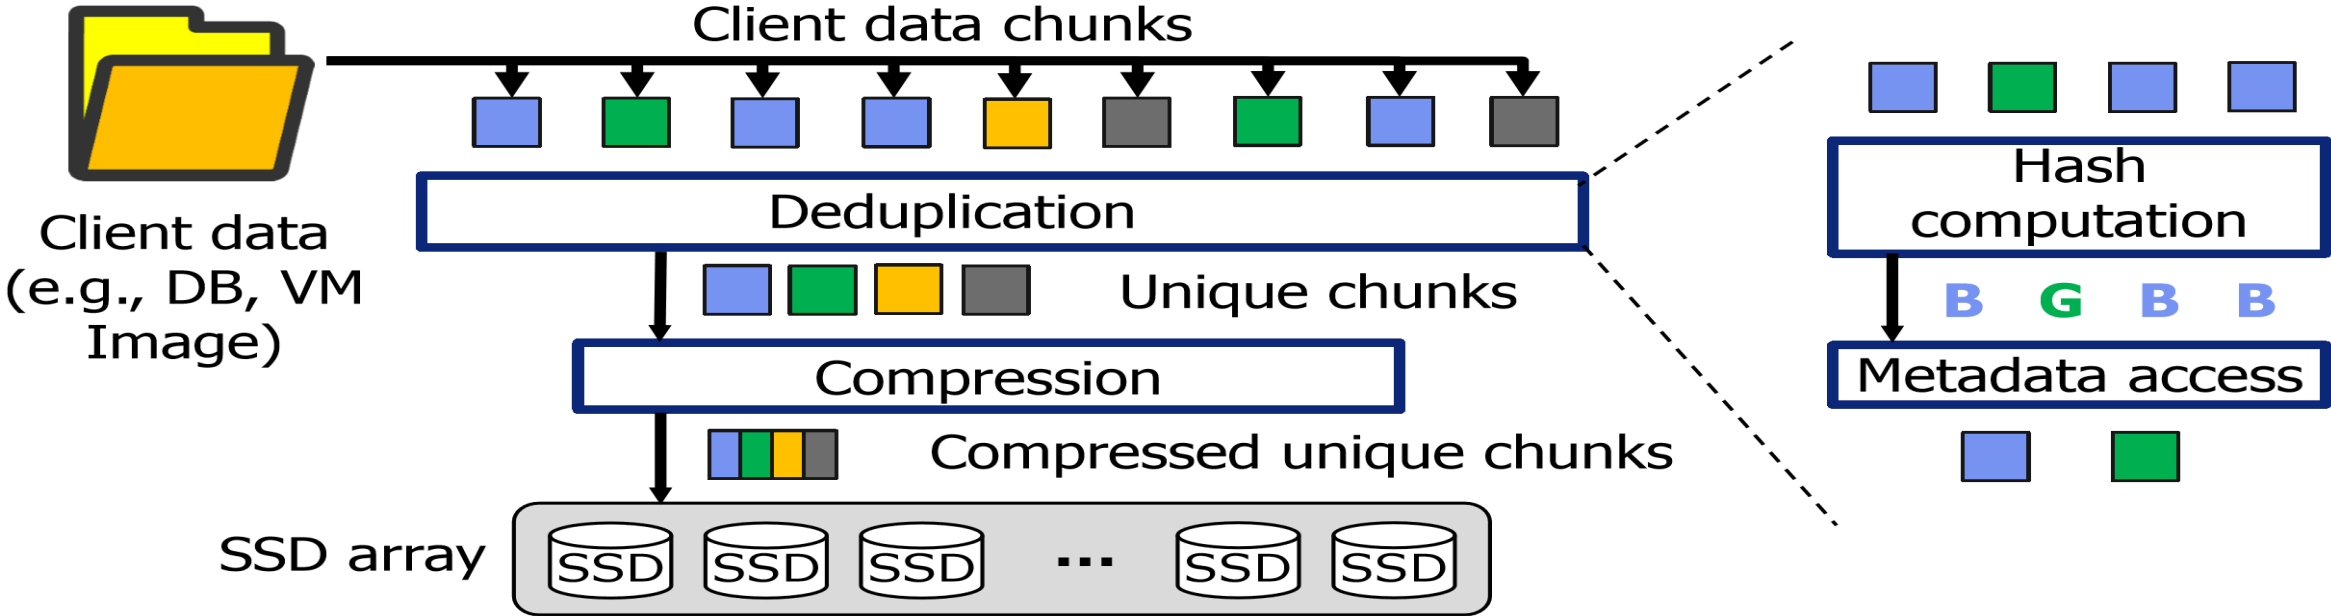 Client data chunks
Client data
(e.g., DB, VM
Image)
Deduplication
Unique chunks
Compression
Compressed unique chunks
SSD array
SSD SSD SSD ... SSD SSD
Hash
computation
B G B B
Metadata access